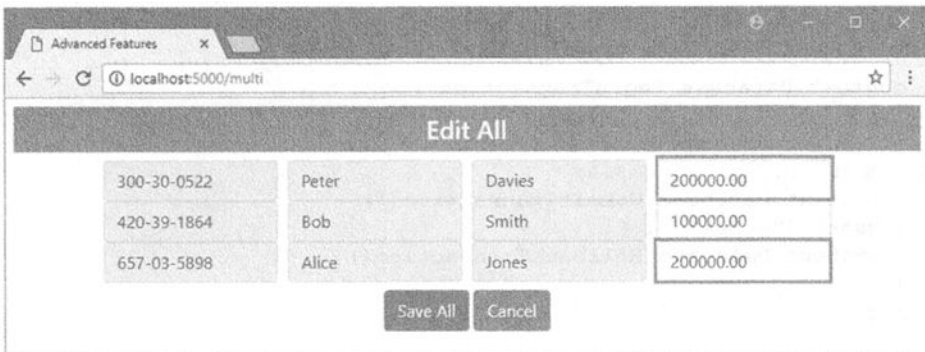 Advanced Features
localhost:5000/multi
Edit All
300-30-0522 Peter Davies 200000.00
420-39-1864 Bob Smith 100000.00
657-03-5898 Alice Jones 200000.00
Save All Cancel